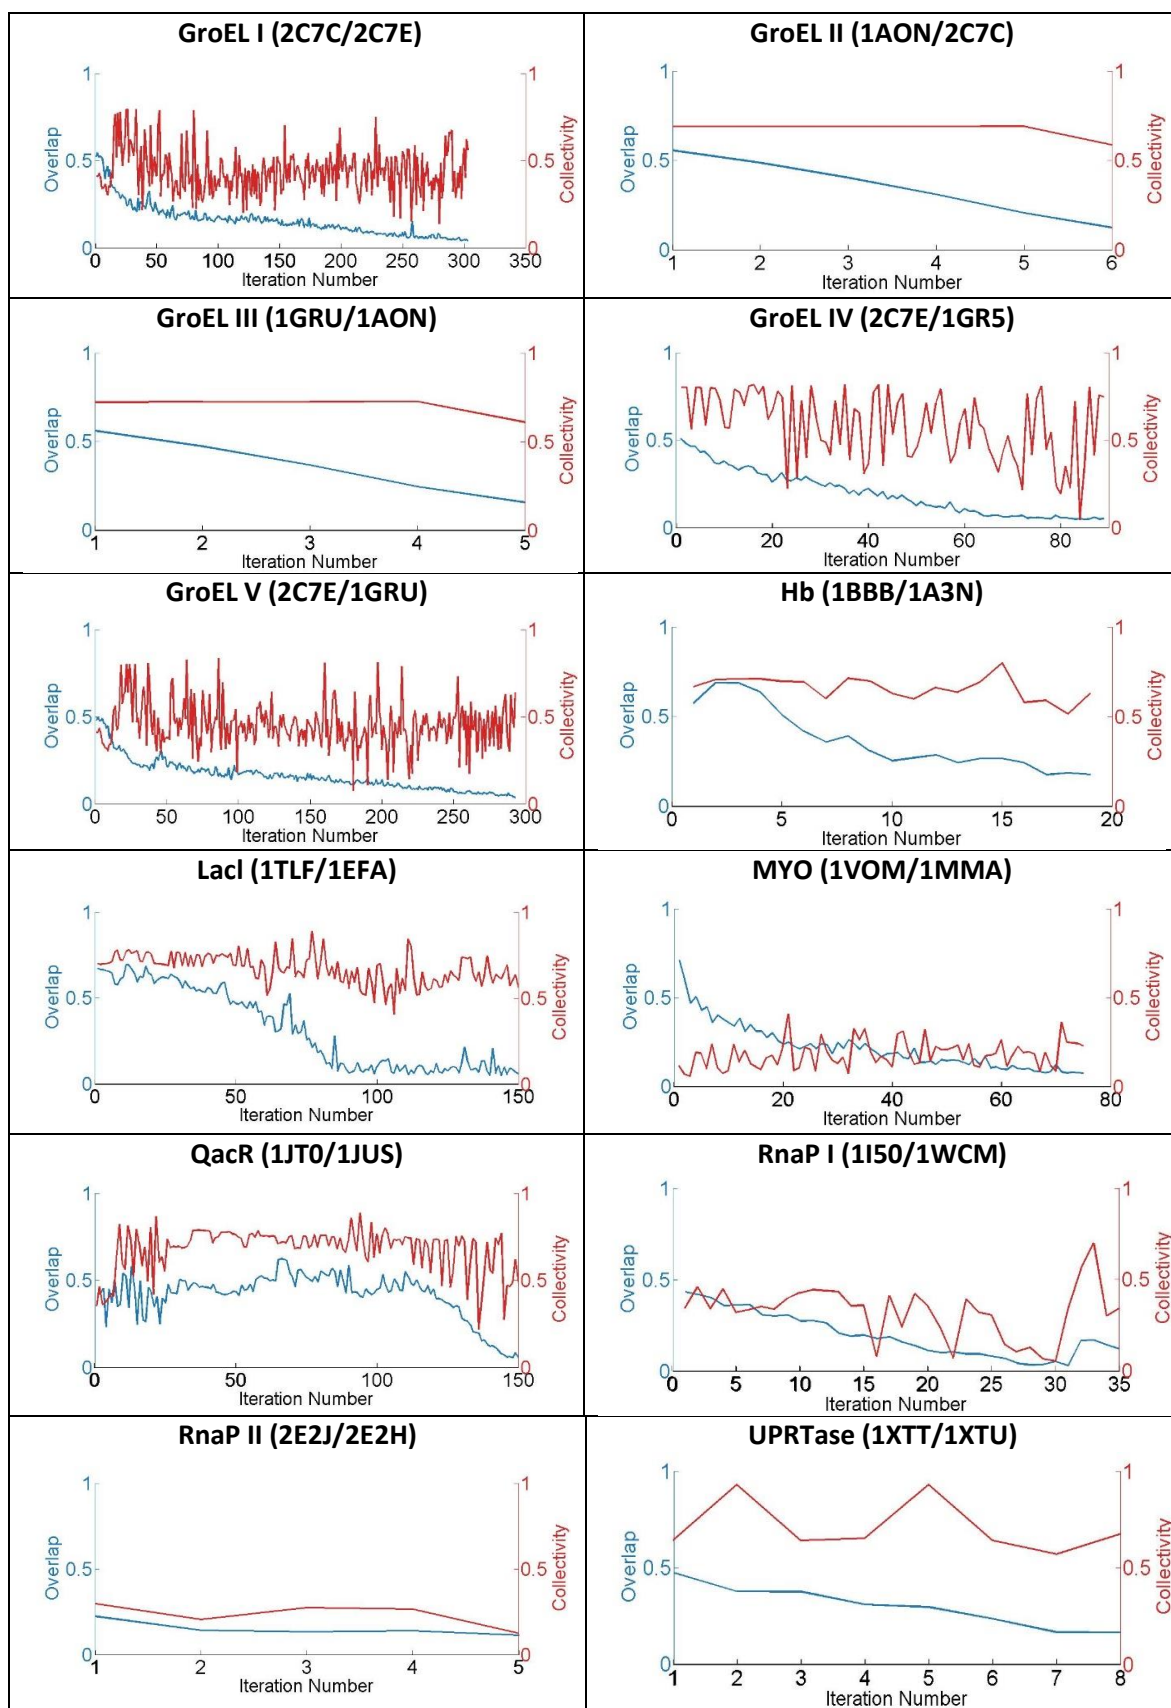 GroEL I (2C7C/2C7E)
1
0.5
0
Overlap
1
0.5
0
Collectivity
0 50 100 150 200 250 300 350
Iteration Number
GroEL II (1AON/2C7C)
1
0.5
0
Overlap
1
0.5
0
Collectivity
1 2 3 4 5 6
Iteration Number
GroEL III (1GRU/1AON)
1
0.5
0
Overlap
1
0.5
0
Collectivity
1 2 3 4 5
Iteration Number
GroEL IV (2C7E/1GR5)
1
0.5
0
Overlap
1
0.5
0
Collectivity
0 20 40 60 80
Iteration Number
GroEL V (2C7E/1GRU)
1
0.5
0
Overlap
1
0.5
0
Collectivity
0 50 100 150 200 250 300
Iteration Number
Hb (1BBB/1A3N)
1
0.5
0
Overlap
1
0.5
0
Collectivity
0 5 10 15 20
Iteration Number
LacI (1TLF/1EFA)
1
0.5
0
Overlap
1
0.5
0
Collectivity
0 50 100 150
Iteration Number
MYO (1VOM/1MMA)
1
0.5
0
Overlap
1
0.5
0
Collectivity
0 20 40 60 80
Iteration Number
QacR (1JT0/1JUS)
1
0.5
0
Overlap
1
0.5
0
Collectivity
0 50 100 150
Iteration Number
RnaP I (1I50/1WCM)
1
0.5
0
Overlap
1
0.5
0
Collectivity
0 5 10 15 20 25 30 35
Iteration Number
RnaP II (2E2J/2E2H)
1
0.5
0
Overlap
1
0.5
0
Collectivity
1 2 3 4 5
Iteration Number
UPRTase (1XTT/1XTU)
1
0.5
0
Overlap
1
0.5
0
Collectivity
1 2 3 4 5 6 7 8
Iteration Number